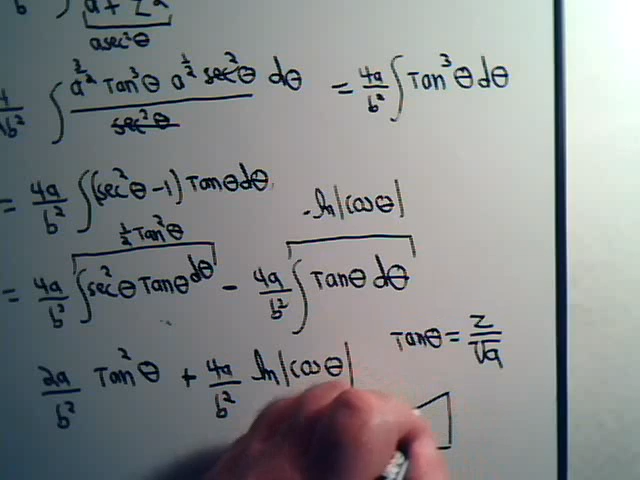 a + z²
a sec²θ
4/b² ∫ a^(3/2) Tan³θ a^(1/2) sec²θ dθ / sec²θ = 4a/b² ∫ Tan³θ dθ
= 4a/b² ∫ (sec²θ - 1) Tanθ dθ
½ Tan²θ - ln|cosθ|
= 4a/b² ∫ sec²θ Tanθ dθ - 4a/b² ∫ Tanθ dθ
Tanθ = z/√a
2a/b² Tan²θ + 4a/b² ln|cosθ|